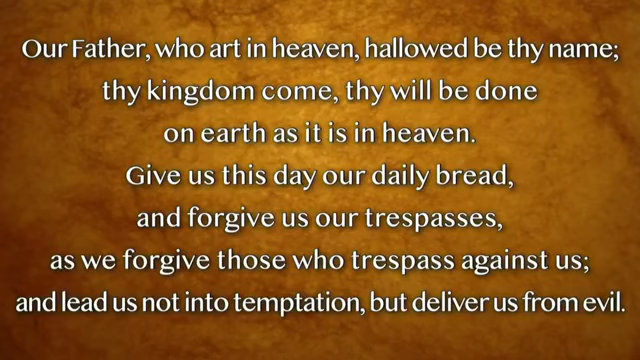 Our Father, who art in heaven, hallowed be thy name;
thy kingdom come, thy will be done
on earth as it is in heaven.
Give us this day our daily bread,
and forgive us our trespasses,
as we forgive those who trespass against us;
and lead us not into temptation, but deliver us from evil.